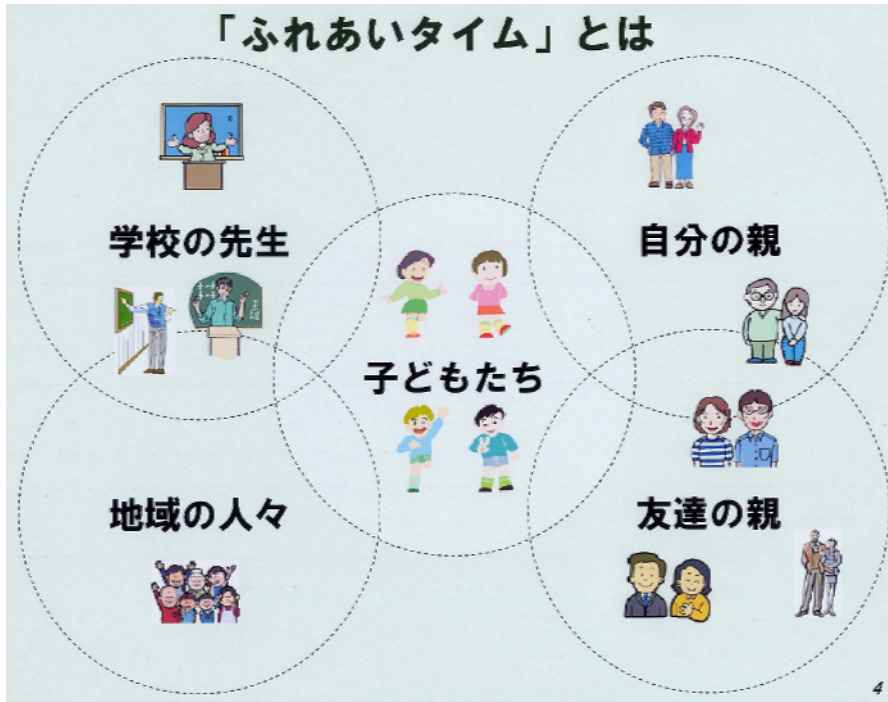 「ふれあいタイム」とは
学校の先生
自分の親
子どもたち
地域の人々
友達の親
4